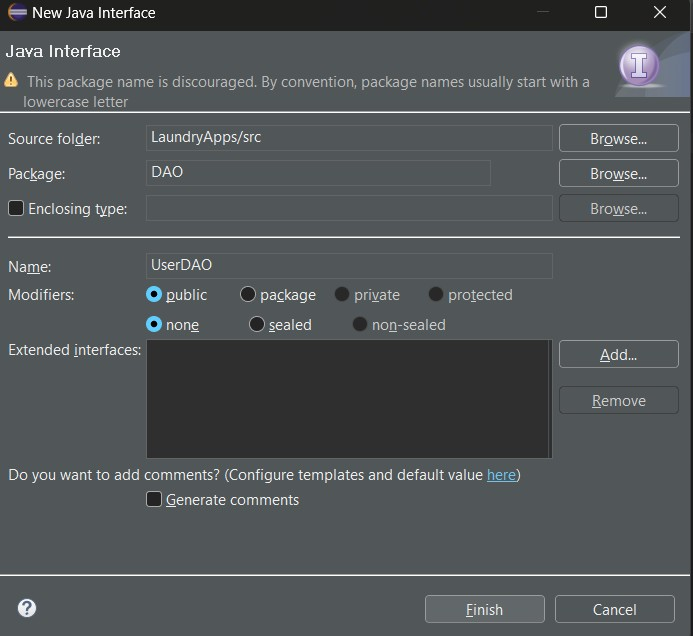 New Java Interface
Java Interface
This package name is discouraged. By convention, package names usually start with a
lowercase letter
Source folder: LaundryApps/src Browse...
Package: DAO Browse...
Enclosing type: Browse...
Name: UserDAO
Modifiers: public package private protected
none sealed non-sealed
Extended interfaces: Add...
Remove
Do you want to add comments? (Configure templates and default value here)
Generate comments
? Finish Cancel